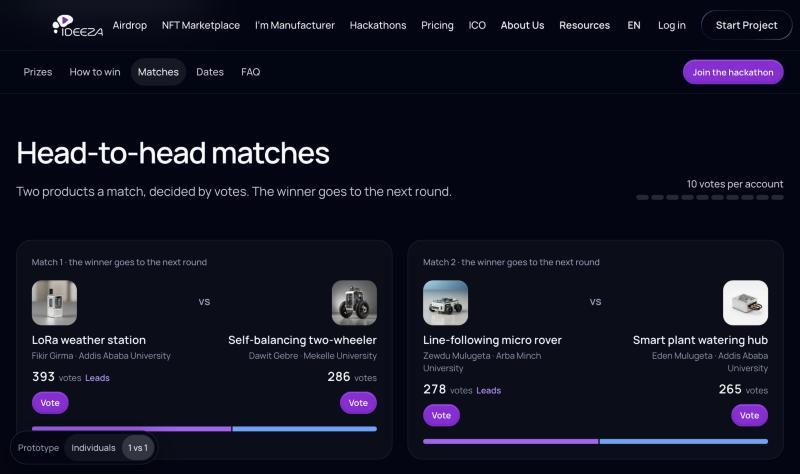 IDEEZA Airdrop NFT Marketplace I'm Manufacturer Hackathons Pricing ICO About Us Resources EN Log in Start Project
Prizes How to win Matches Dates FAQ Join the hackathon
Head-to-head matches
Two products a match, decided by votes. The winner goes to the next round.
10 votes per account
Match 1 · the winner goes to the next round
VS
LoRa weather station
Self-balancing two-wheeler
Fikir Girma · Addis Ababa University
Dawit Gebre · Mekelle University
393 votes Leads
286 votes
Vote
Vote
Match 2 · the winner goes to the next round
VS
Line-following micro rover
Smart plant watering hub
Zewdu Mulugeta · Arba Minch
University
Eden Mulugeta · Addis Ababa
University
278 votes Leads
265 votes
Vote
Vote
Prototype Individuals 1 vs 1